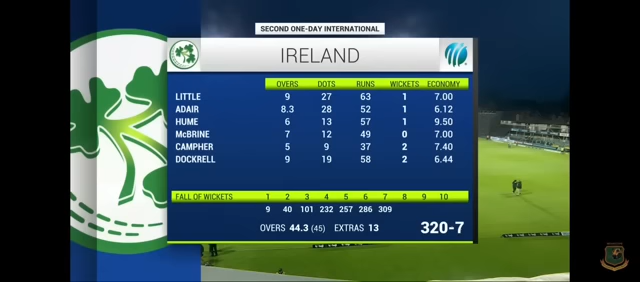 SECOND ONE-DAY INTERNATIONAL
IRELAND
OVERS DOTS RUNS WICKETS ECONOMY
LITTLE 9 27 63 1 7.00
ADAIR 8.3 28 52 1 6.12
HUME 6 13 57 1 9.50
McBRINE 7 12 49 0 7.00
CAMPHER 5 9 37 2 7.40
DOCKRELL 9 19 58 2 6.44
FALL OF WICKETS 1 2 3 4 5 6 7 8 9 10
9 40 101 232 257 286 309
OVERS 44.3 (45) EXTRAS 13 320-7